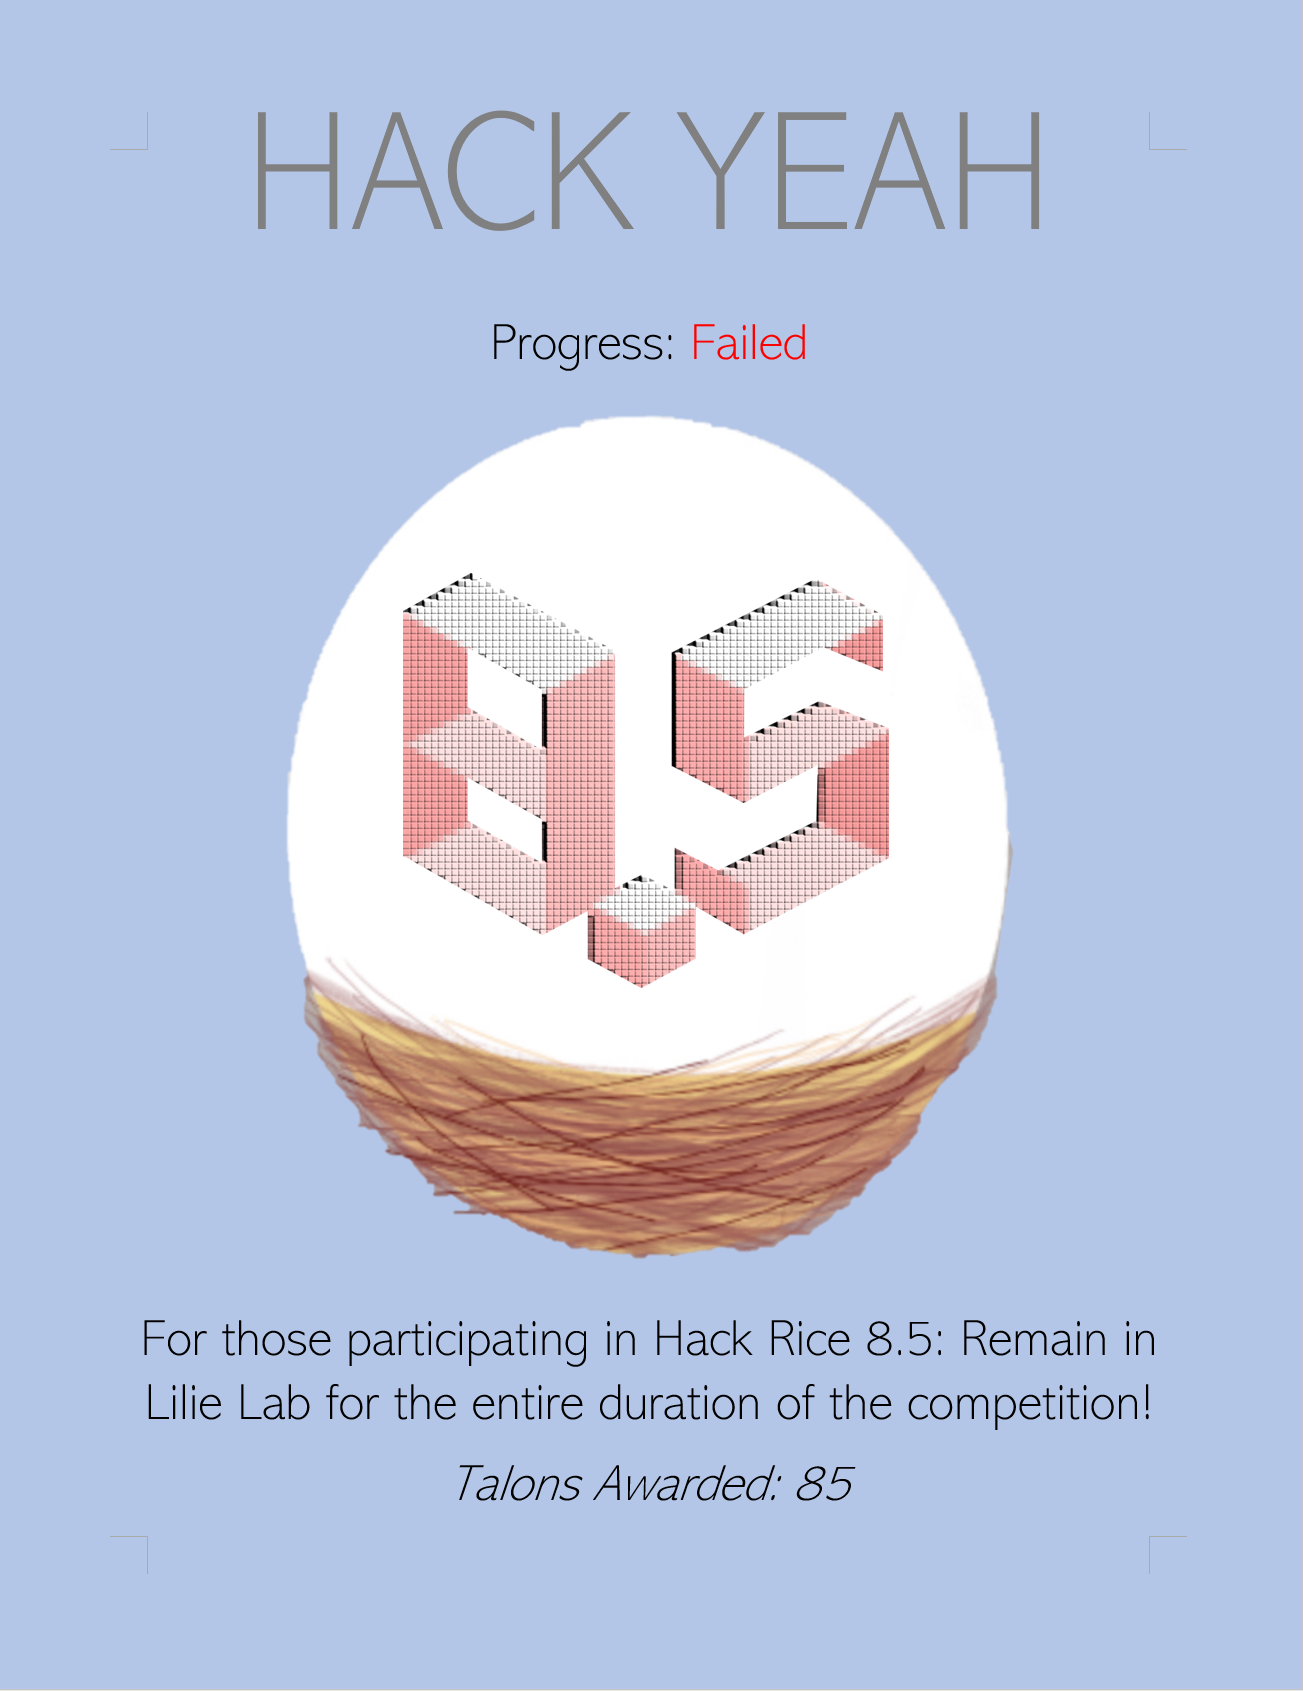 HACK YEAH
Progress: Failed
8.5
For those participating in Hack Rice 8.5: Remain in
Lilie Lab for the entire duration of the competition!
Talons Awarded: 85